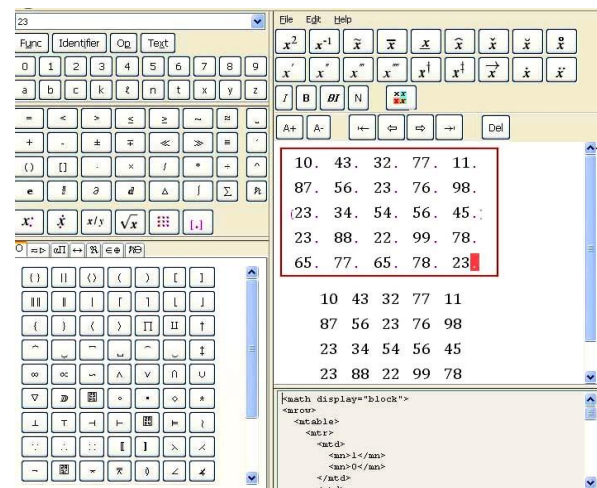 23
Func Identifier Op Text
0 1 2 3 4 5 6 7 8 9
a b c k ℓ n t x y z
= < > ≤ ≥ ~ ≈
+ - ± ∓ ≪ ≫ ≡
() [] · × / * ÷ ^
e ∂ d Δ ∫ Σ
x/y √x [.]
απ ↔ ℜ ∈⊕
{} || ⟨⟩ ( ) [ ]
{ } ⟨ ⟩ ∏ ∐ †
∞ ∝ ~ ∧ ∨ ∩ ∪
File Edit Help
x² x⁻¹ x̃ x̅ x̲ x̂ x̌ x̆ x̊
x′ x″ x‴ x⁗ x† x‡ x⃗ ẋ ẍ
I B BI N
A+ A- Del
10. 43. 32. 77. 11.
87. 56. 23. 76. 98.
(23. 34. 54. 56. 45.)
23. 88. 22. 99. 78.
65. 77. 65. 78. 23.
10 43 32 77 11
87 56 23 76 98
23 34 54 56 45
23 88 22 99 78
<math display="block">
<mrow>
<mtable>
<mtr>
<mtd>
<mn>1</mn>
<mn>0</mn>
</mtd>